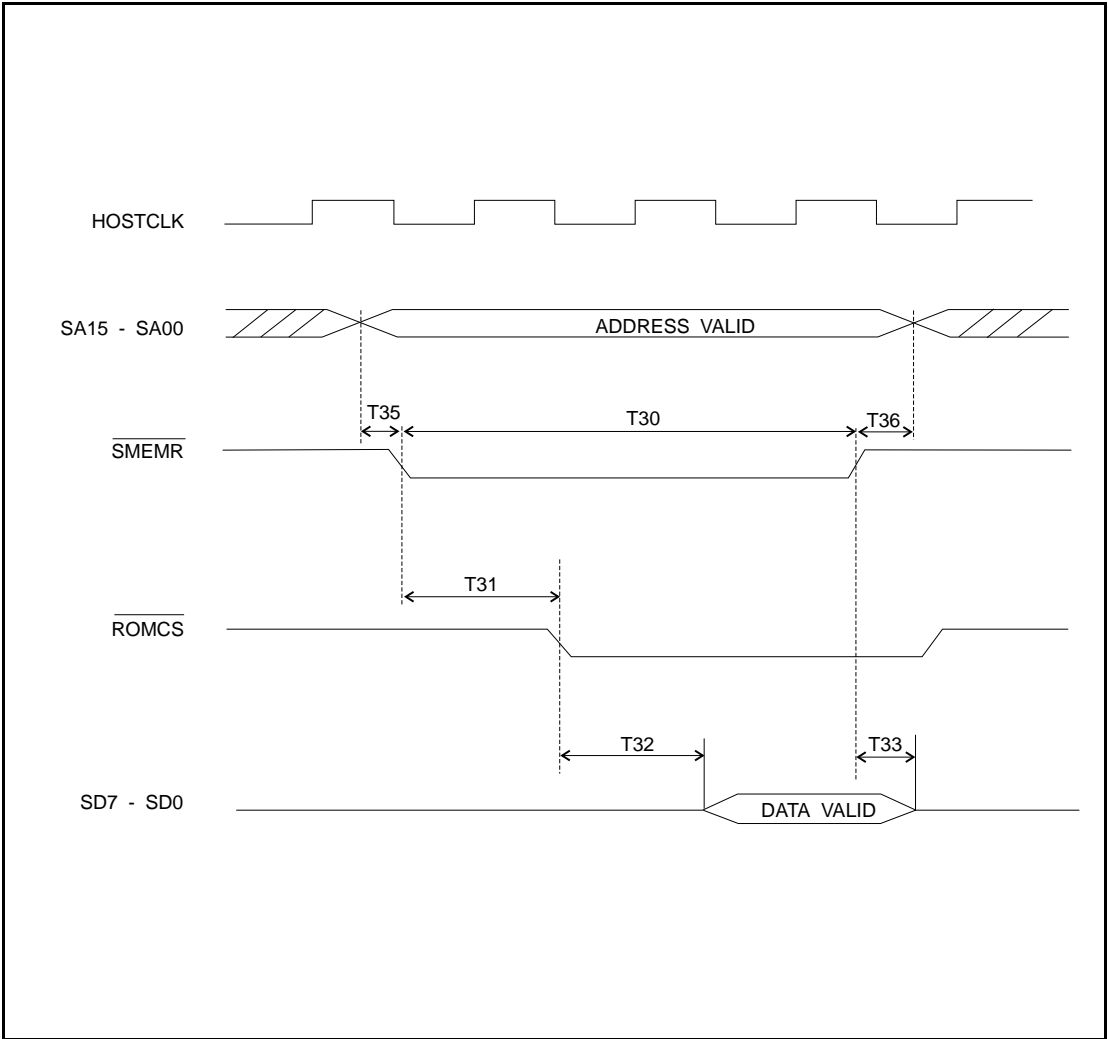 HOSTCLK
SA15 - SA00
ADDRESS VALID
T35
T30
T36
SMEMR
T31
ROMCS
T32
T33
SD7 - SD0
DATA VALID